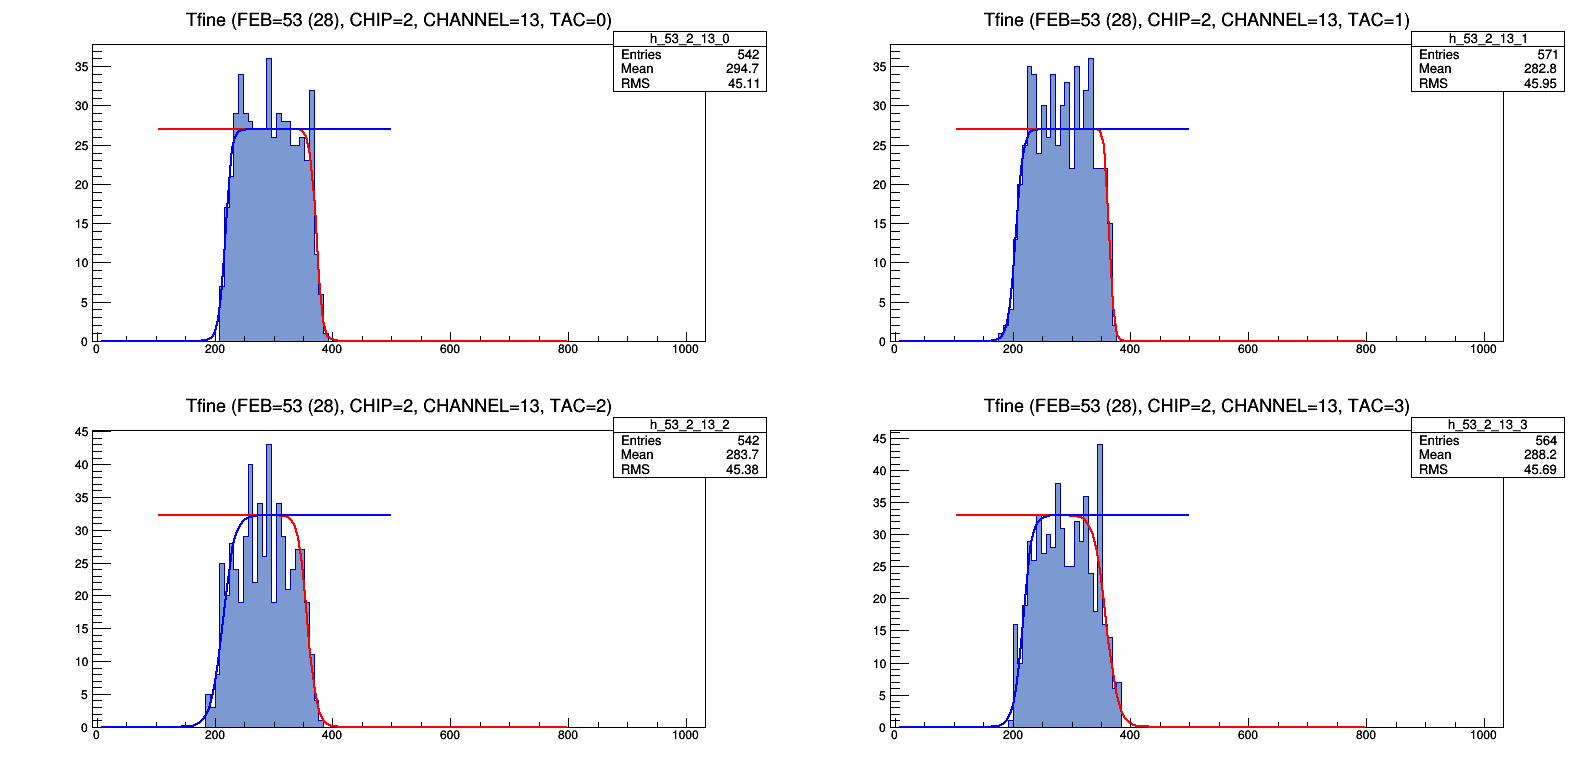 Tfine (FEB=53 (28), CHIP=2, CHANNEL=13, TAC=0)
h_53_2_13_0
Entries 542
Mean 294.7
RMS 45.11
35
30
25
20
15
10
5
0
0 200 400 600 800 1000
Tfine (FEB=53 (28), CHIP=2, CHANNEL=13, TAC=1)
h_53_2_13_1
Entries 571
Mean 282.8
RMS 45.95
35
30
25
20
15
10
5
0
0 200 400 600 800 1000
Tfine (FEB=53 (28), CHIP=2, CHANNEL=13, TAC=2)
h_53_2_13_2
Entries 542
Mean 283.7
RMS 45.38
45
40
35
30
25
20
15
10
5
0
0 200 400 600 800 1000
Tfine (FEB=53 (28), CHIP=2, CHANNEL=13, TAC=3)
h_53_2_13_3
Entries 564
Mean 288.2
RMS 45.69
45
40
35
30
25
20
15
10
5
0
0 200 400 600 800 1000